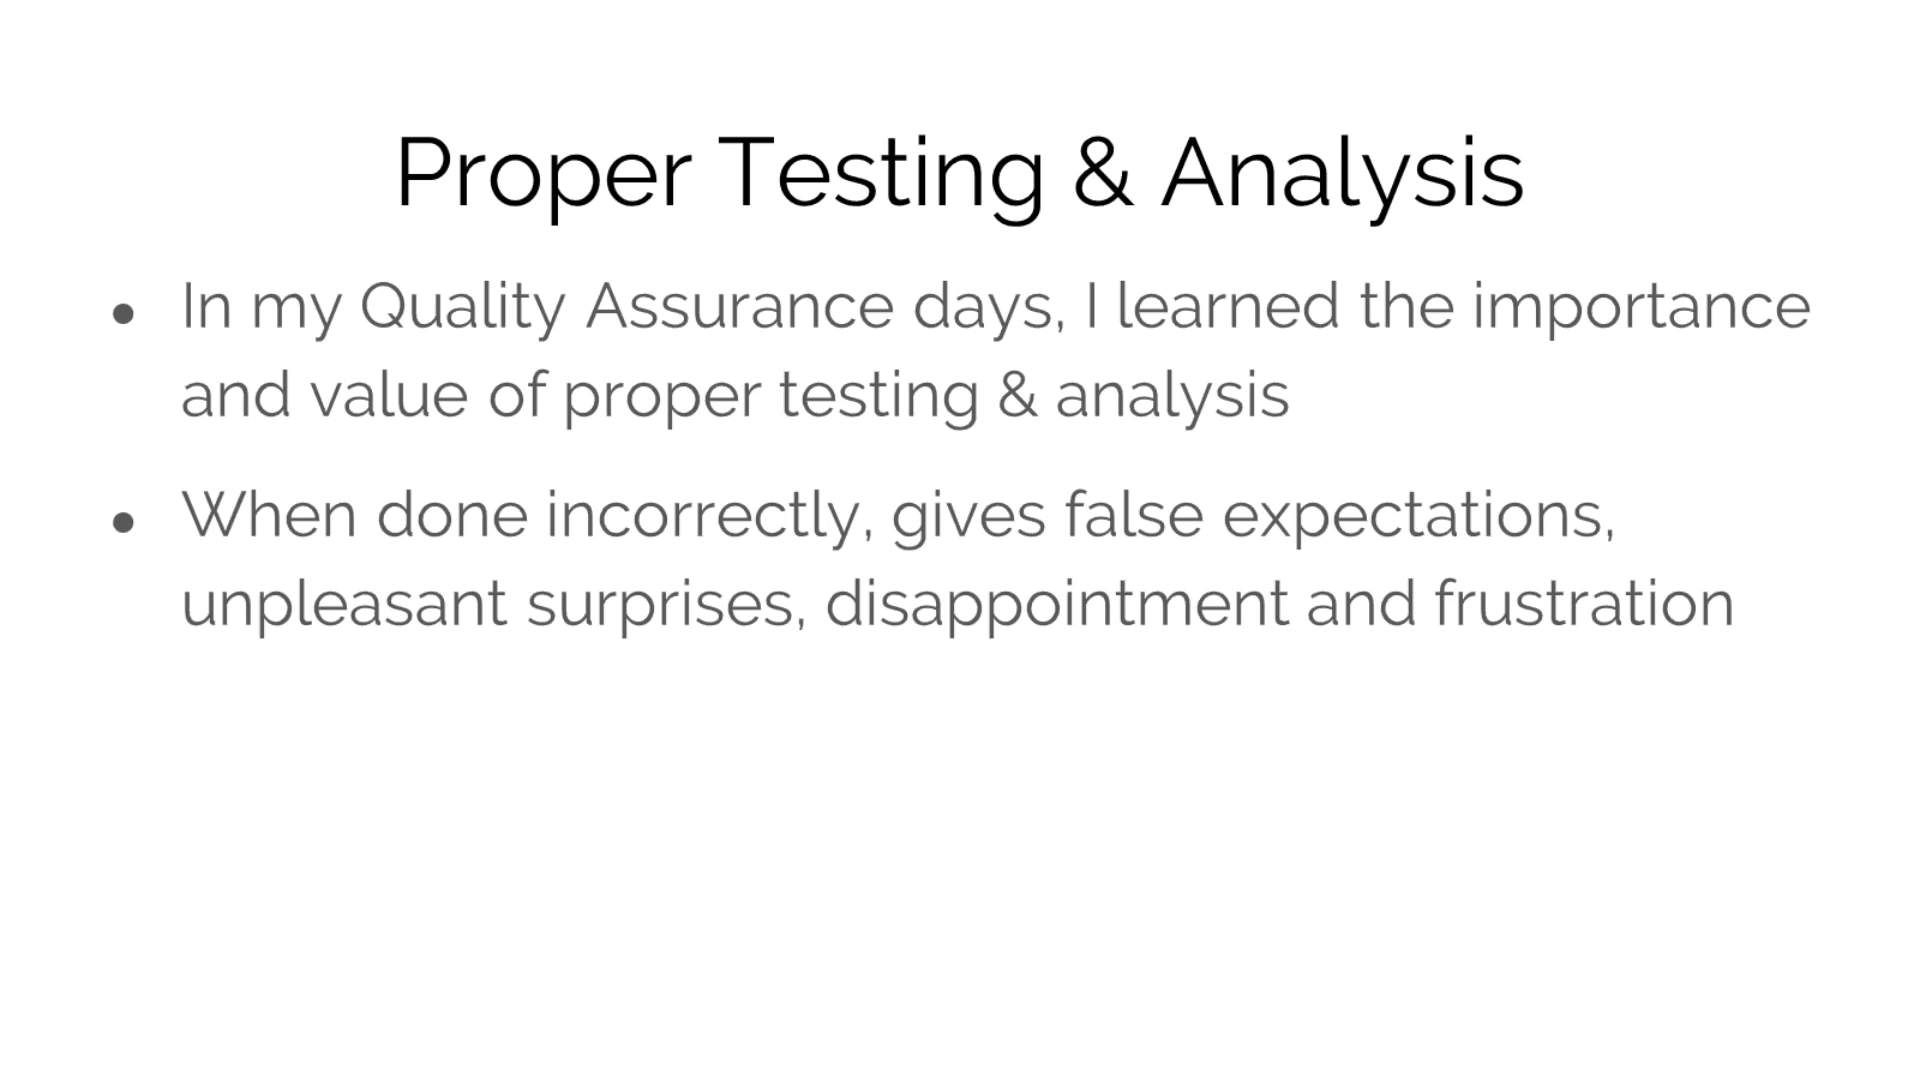 Proper Testing & Analysis
● In my Quality Assurance days, I learned the importance
and value of proper testing & analysis
● When done incorrectly, gives false expectations,
unpleasant surprises, disappointment and frustration